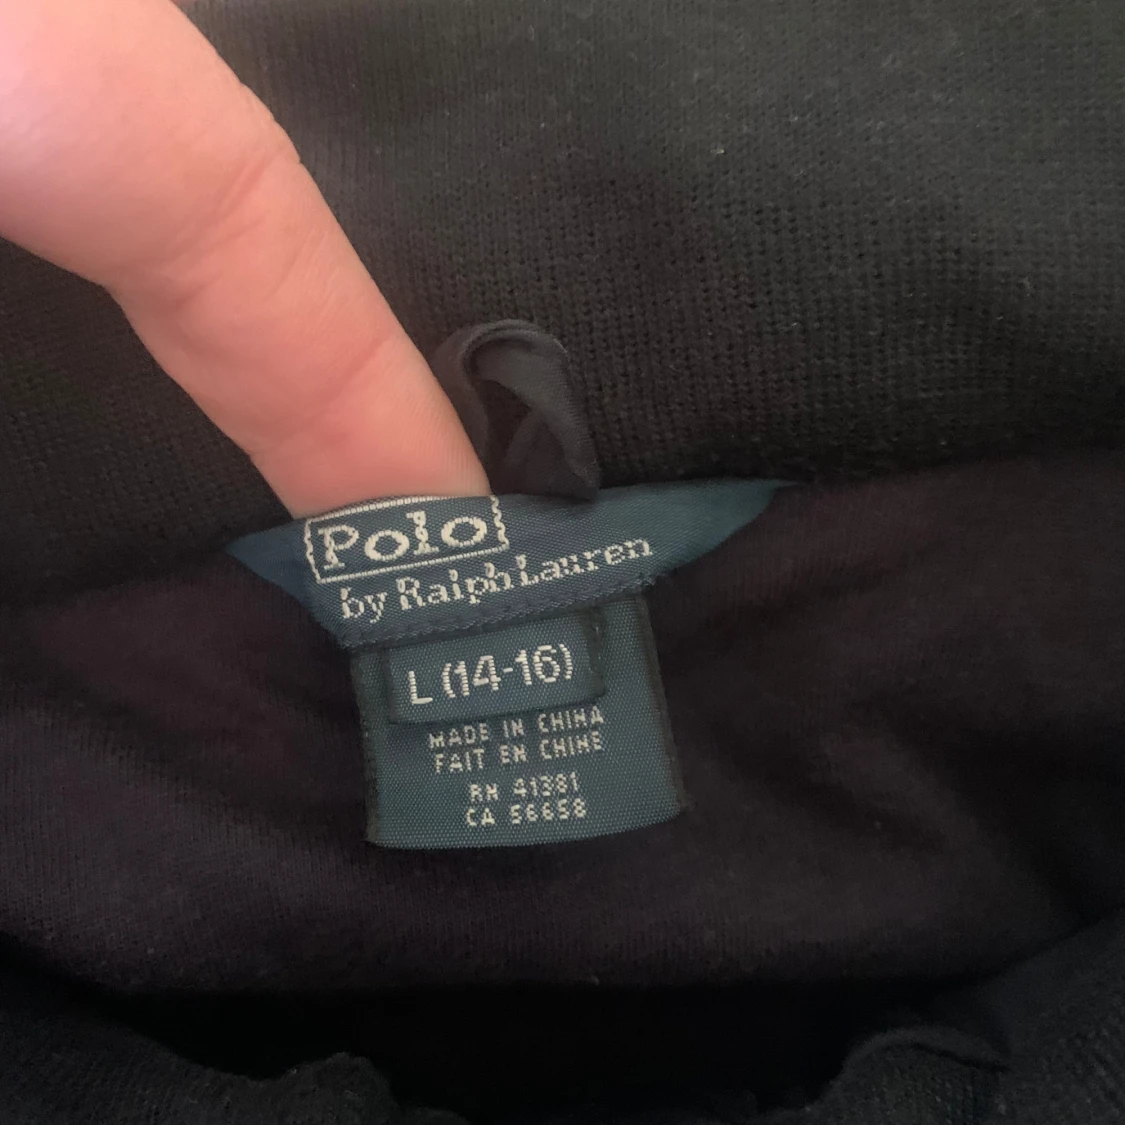 Polo
by Ralph Lauren
L (14-16)
MADE IN CHINA
FAIT EN CHINE
RN 41381
CA 56658